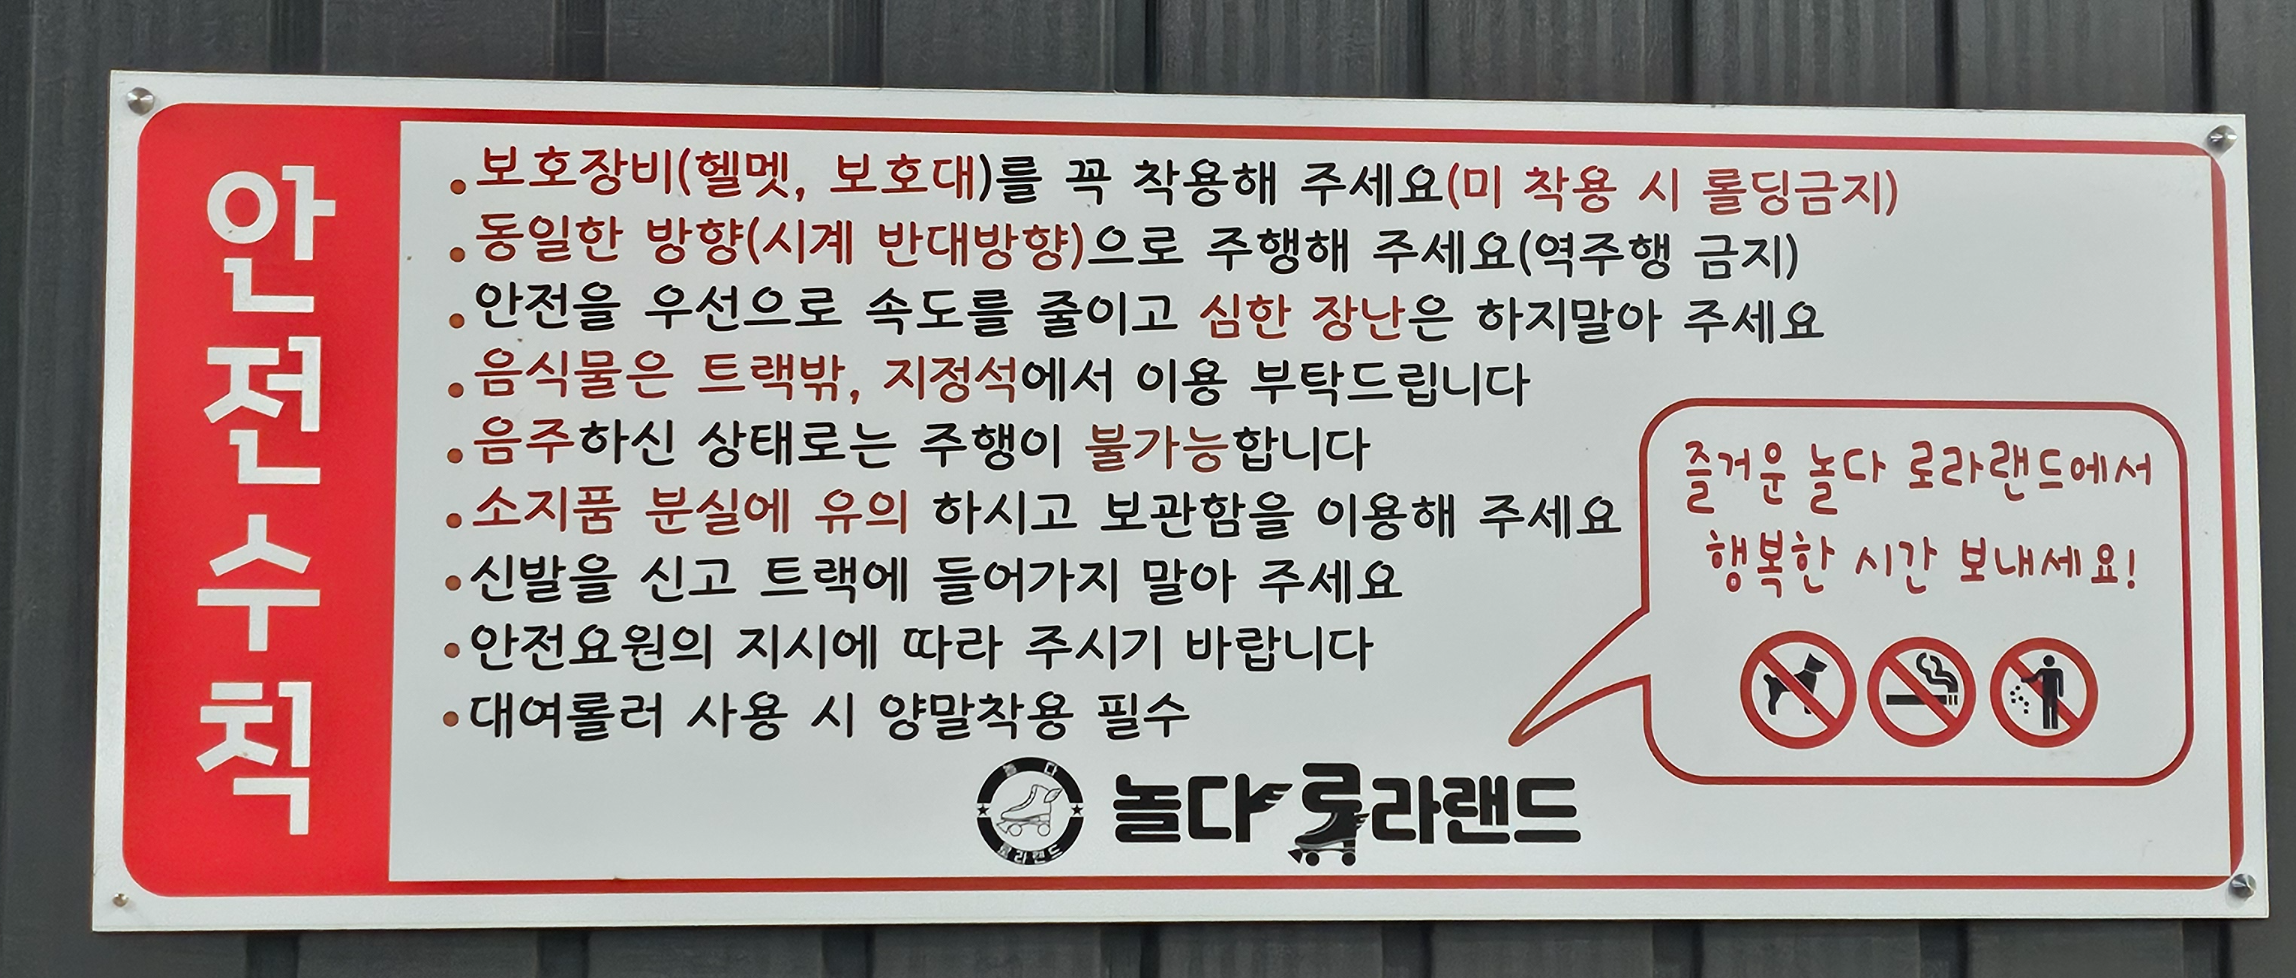 안전수칙
보호장비(헬멧, 보호대)를 꼭 착용해 주세요(미 착용 시 롤딩금지)
동일한 방향(시계 반대방향)으로 주행해 주세요(역주행 금지)
안전을 우선으로 속도를 줄이고 심한 장난은 하지말아 주세요
음식물은 트랙밖, 지정석에서 이용 부탁드립니다
음주하신 상태로는 주행이 불가능합니다
소지품 분실에 유의 하시고 보관함을 이용해 주세요
신발을 신고 트랙에 들어가지 말아 주세요
안전요원의 지시에 따라 주시기 바랍니다
대여롤러 사용 시 양말착용 필수
즐거운 놀다 로라랜드에서
행복한 시간 보내세요!
놀다
로라랜드
놀다 로라랜드